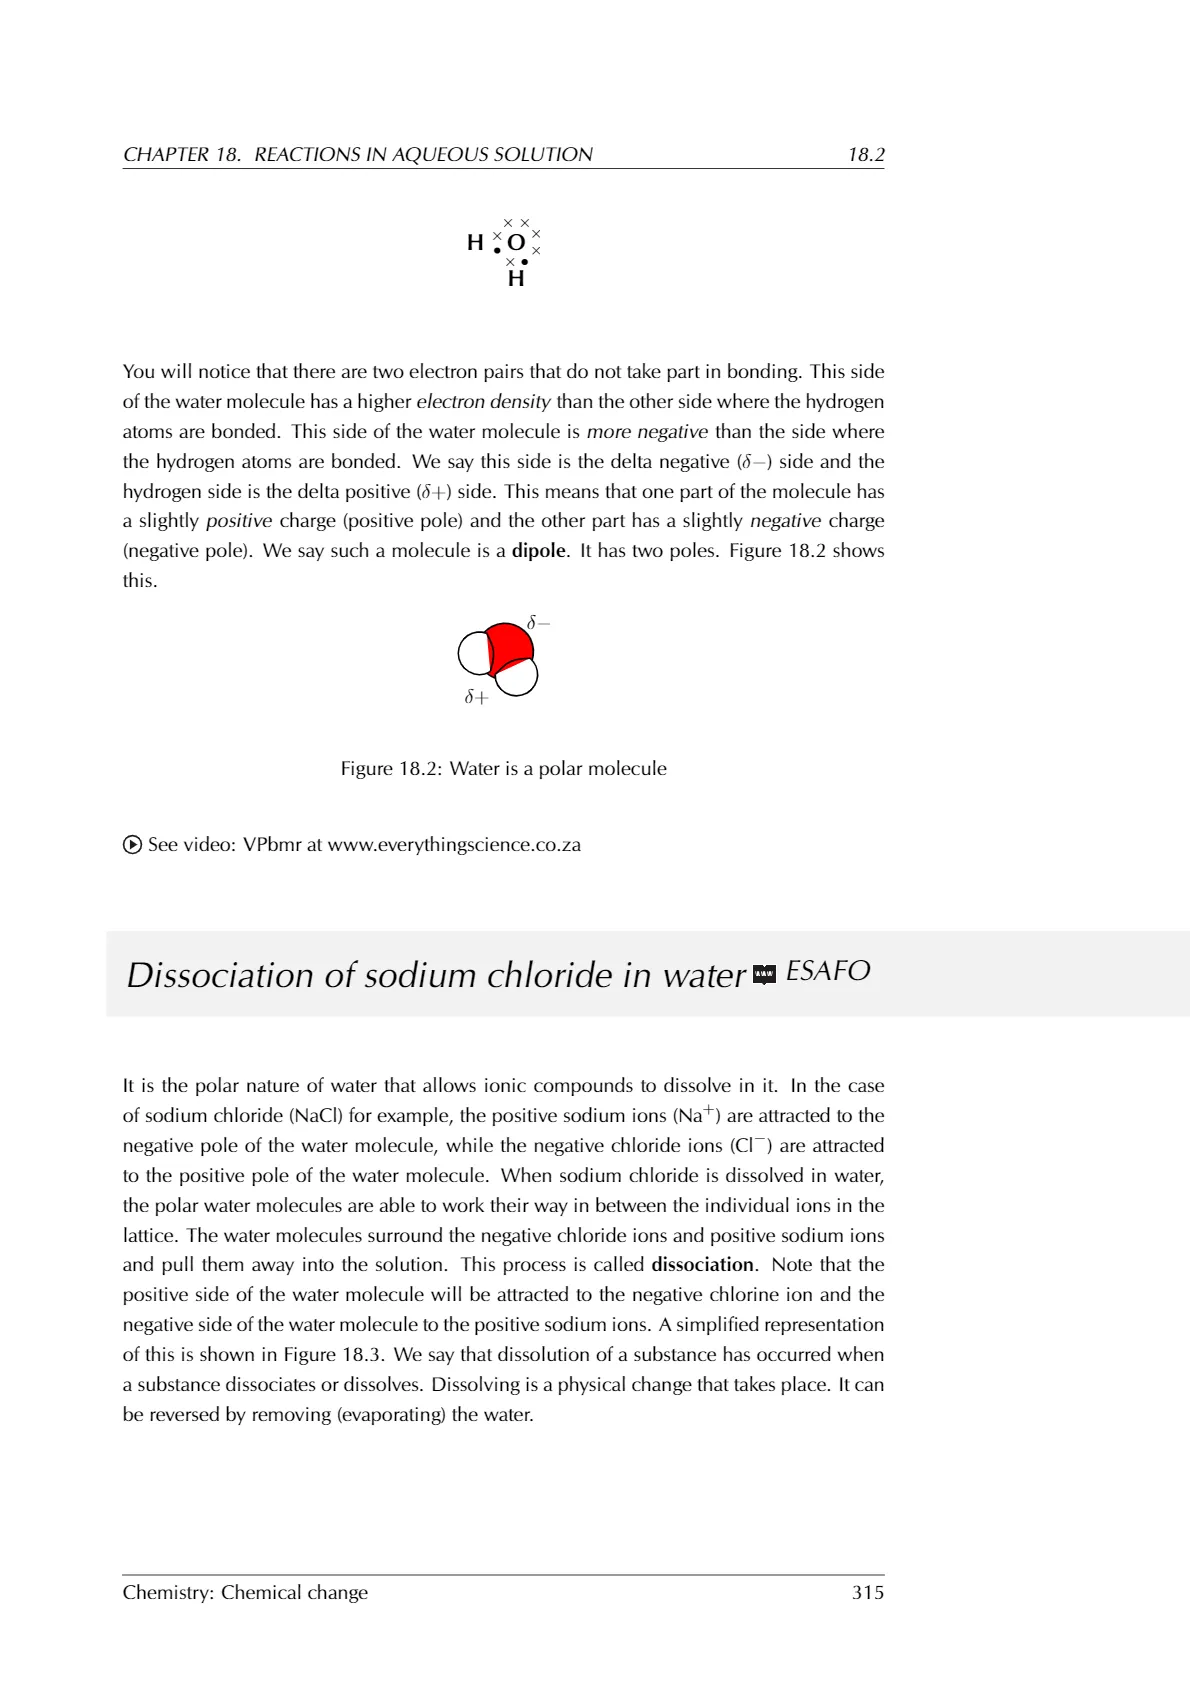 CHAPTER 18. REACTIONS IN AQUEOUS SOLUTION 18.2
× ×
H × O ×
• ×
× •
H
You will notice that there are two electron pairs that do not take part in bonding. This side
of the water molecule has a higher electron density than the other side where the hydrogen
atoms are bonded. This side of the water molecule is more negative than the side where
the hydrogen atoms are bonded. We say this side is the delta negative (δ−) side and the
hydrogen side is the delta positive (δ+) side. This means that one part of the molecule has
a slightly positive charge (positive pole) and the other part has a slightly negative charge
(negative pole). We say such a molecule is a dipole. It has two poles. Figure 18.2 shows
this.
δ−
δ+
Figure 18.2: Water is a polar molecule
See video: VPbmr at www.everythingscience.co.za
Dissociation of sodium chloride in water www ESAFO
It is the polar nature of water that allows ionic compounds to dissolve in it. In the case
of sodium chloride (NaCl) for example, the positive sodium ions (Na⁺) are attracted to the
negative pole of the water molecule, while the negative chloride ions (Cl⁻) are attracted
to the positive pole of the water molecule. When sodium chloride is dissolved in water,
the polar water molecules are able to work their way in between the individual ions in the
lattice. The water molecules surround the negative chloride ions and positive sodium ions
and pull them away into the solution. This process is called dissociation. Note that the
positive side of the water molecule will be attracted to the negative chlorine ion and the
negative side of the water molecule to the positive sodium ions. A simplified representation
of this is shown in Figure 18.3. We say that dissolution of a substance has occurred when
a substance dissociates or dissolves. Dissolving is a physical change that takes place. It can
be reversed by removing (evaporating) the water.
Chemistry: Chemical change 315